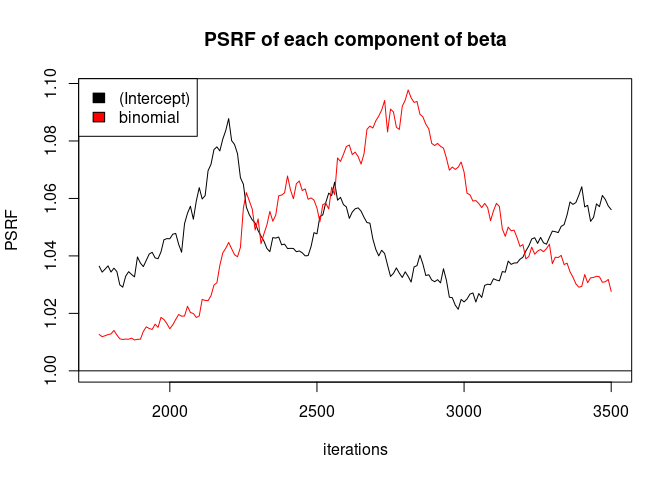 PSRF of each component of beta
(Intercept)
binomial
PSRF
1.10
1.08
1.06
1.04
1.02
1.00
2000 2500 3000 3500
iterations